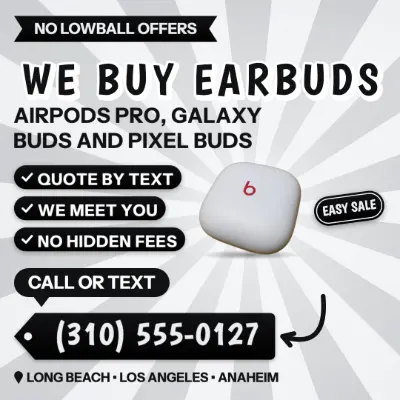 NO LOWBALL OFFERS
WE BUY EARBUDS
AIRPODS PRO, GALAXY
BUDS AND PIXEL BUDS
QUOTE BY TEXT
WE MEET YOU
NO HIDDEN FEES
b
EASY SALE
CALL OR TEXT
(310) 555-0127
LONG BEACH • LOS ANGELES • ANAHEIM